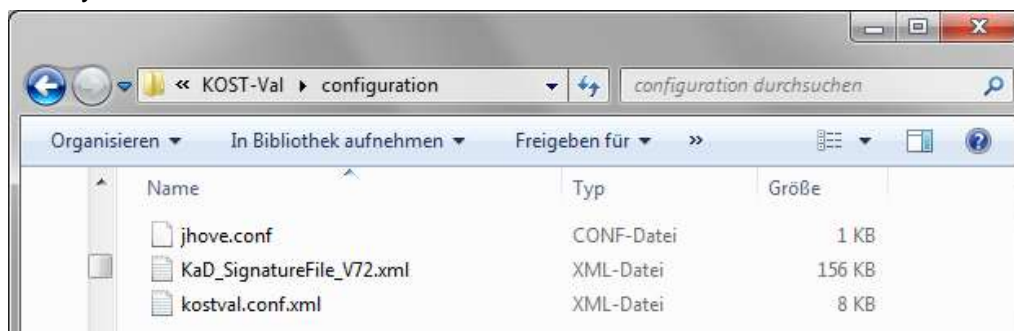 « KOST-Val ▸ configuration
configuration durchsuchen
Organisieren ▾ In Bibliothek aufnehmen ▾ Freigeben für ▾ »
Name Typ Größe
jhove.conf CONF-Datei 1 KB
KaD_SignatureFile_V72.xml XML-Datei 156 KB
kostval.conf.xml XML-Datei 8 KB